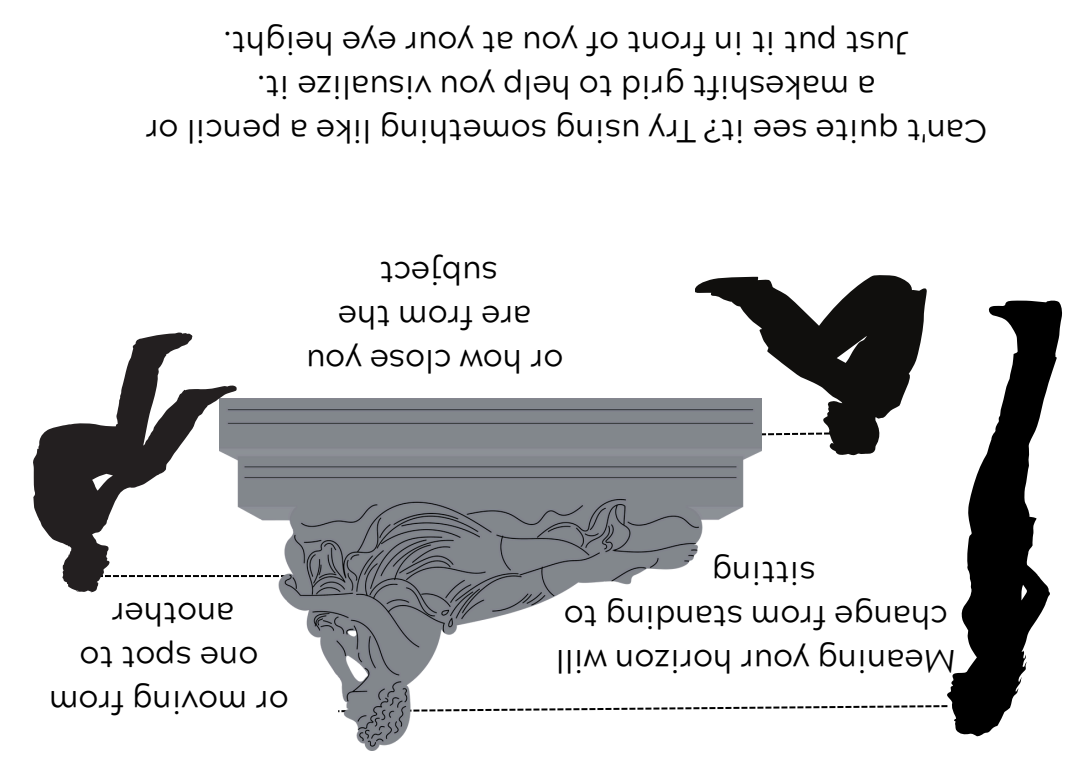 Meaning your horizon will
change from standing to
sitting
or moving from
one spot to
another
or how close you
are from the
subject
Can't quite see it? Try using something like a pencil or
a makeshift grid to help you visualize it.
Just put it in front of you at your eye height.